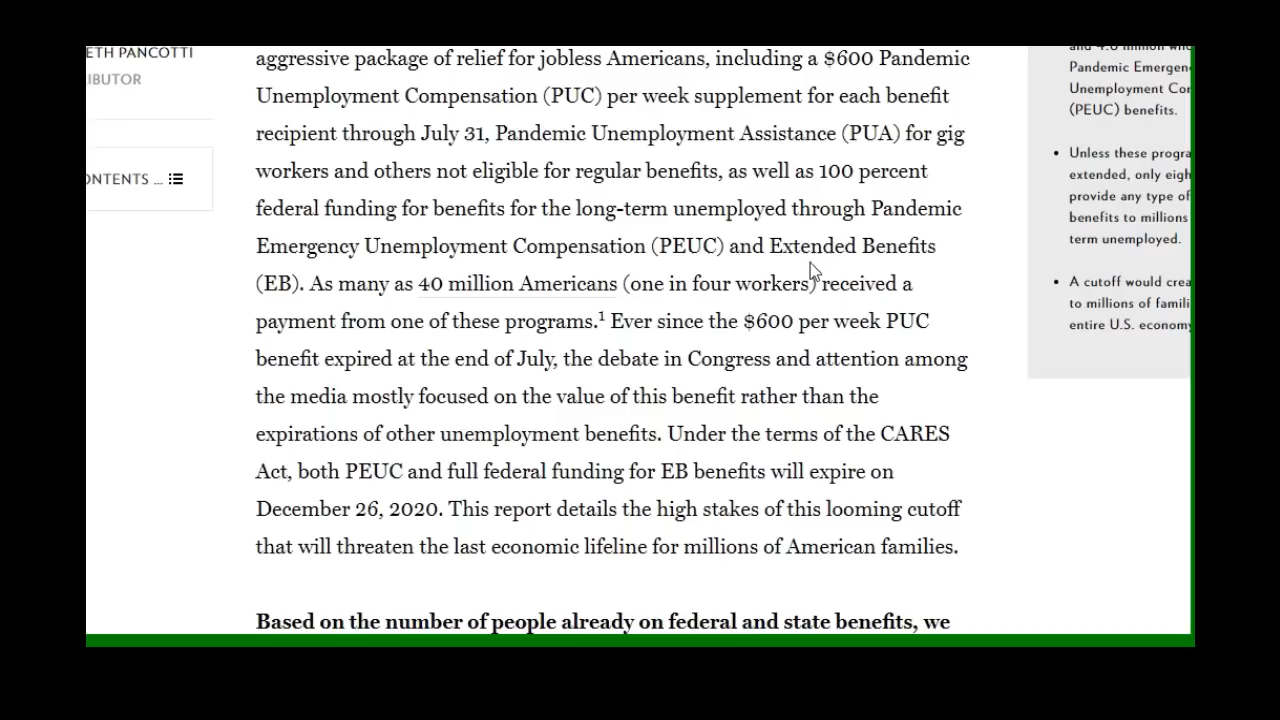 ETH PANCOTTI
IBUTOR
ONTENTS ...
aggressive package of relief for jobless Americans, including a $600 Pandemic
Unemployment Compensation (PUC) per week supplement for each benefit
recipient through July 31, Pandemic Unemployment Assistance (PUA) for gig
workers and others not eligible for regular benefits, as well as 100 percent
federal funding for benefits for the long-term unemployed through Pandemic
Emergency Unemployment Compensation (PEUC) and Extended Benefits
(EB). As many as 40 million Americans (one in four workers) received a
payment from one of these programs.¹ Ever since the $600 per week PUC
benefit expired at the end of July, the debate in Congress and attention among
the media mostly focused on the value of this benefit rather than the
expirations of other unemployment benefits. Under the terms of the CARES
Act, both PEUC and full federal funding for EB benefits will expire on
December 26, 2020. This report details the high stakes of this looming cutoff
that will threaten the last economic lifeline for millions of American families.
Based on the number of people already on federal and state benefits, we
Pandemic Emergen
Unemployment Co
(PEUC) benefits.
• Unless these progra
extended, only eigh
provide any type of
benefits to millions
term unemployed.
• A cutoff would crea
to millions of famili
entire U.S. economy